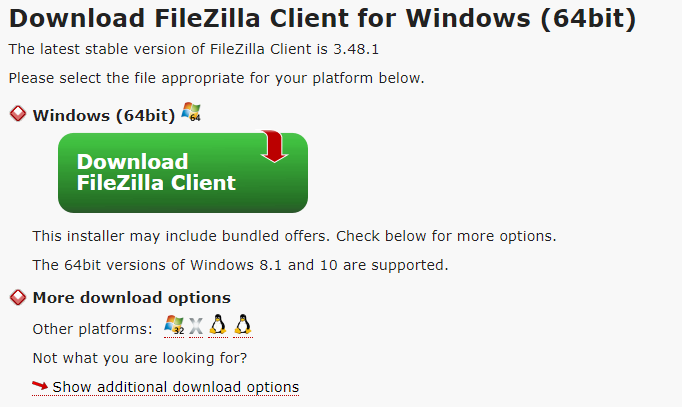 Download FileZilla Client for Windows (64bit)
The latest stable version of FileZilla Client is 3.48.1
Please select the file appropriate for your platform below.
Windows (64bit) 64
Download
FileZilla Client
This installer may include bundled offers. Check below for more options.
The 64bit versions of Windows 8.1 and 10 are supported.
More download options
Other platforms: 32
Not what you are looking for?
Show additional download options